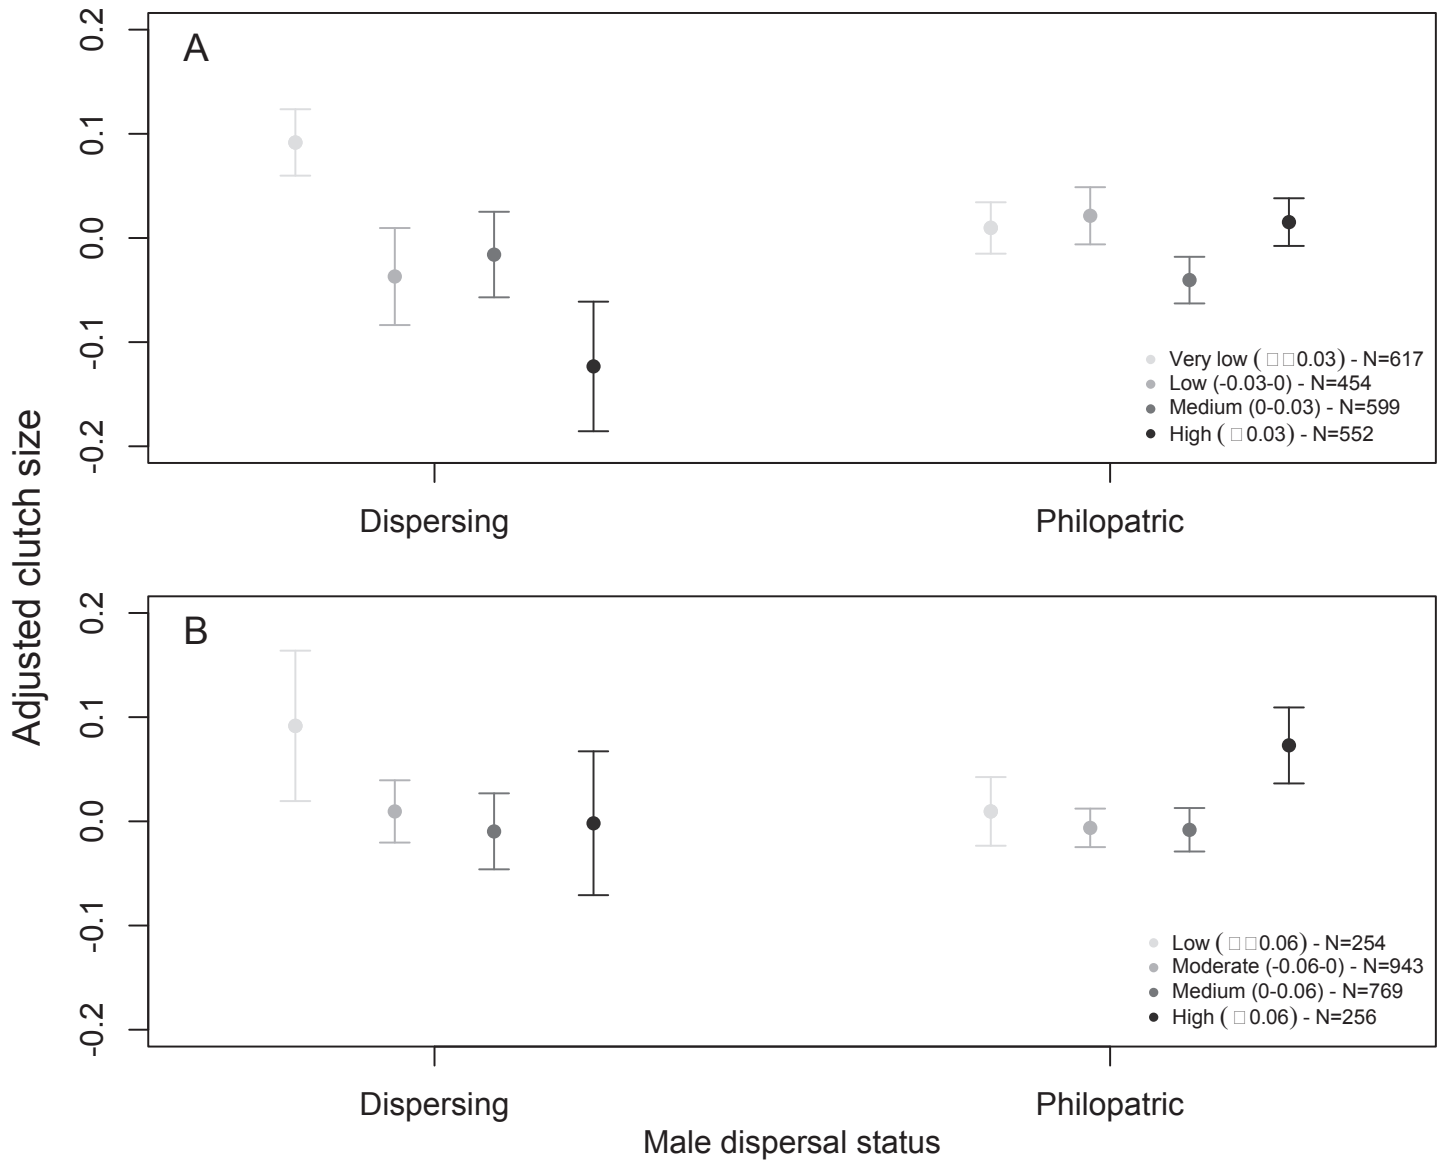 Adjusted clutch size
A
0.2
0.1
0.0
-0.1
-0.2
Very low ( □□0.03) - N=617
Low (-0.03-0) - N=454
Medium (0-0.03) - N=599
High ( □0.03) - N=552
Dispersing
Philopatric
B
0.2
0.1
0.0
-0.1
-0.2
Low ( □□0.06) - N=254
Moderate (-0.06-0) - N=943
Medium (0-0.06) - N=769
High ( □0.06) - N=256
Dispersing
Philopatric
Male dispersal status